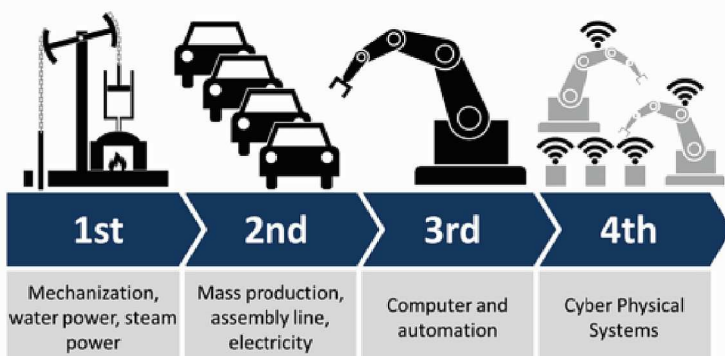 1st
2nd
3rd
4th
Mechanization,
water power, steam
power
Mass production,
assembly line,
electricity
Computer and
automation
Cyber Physical
Systems